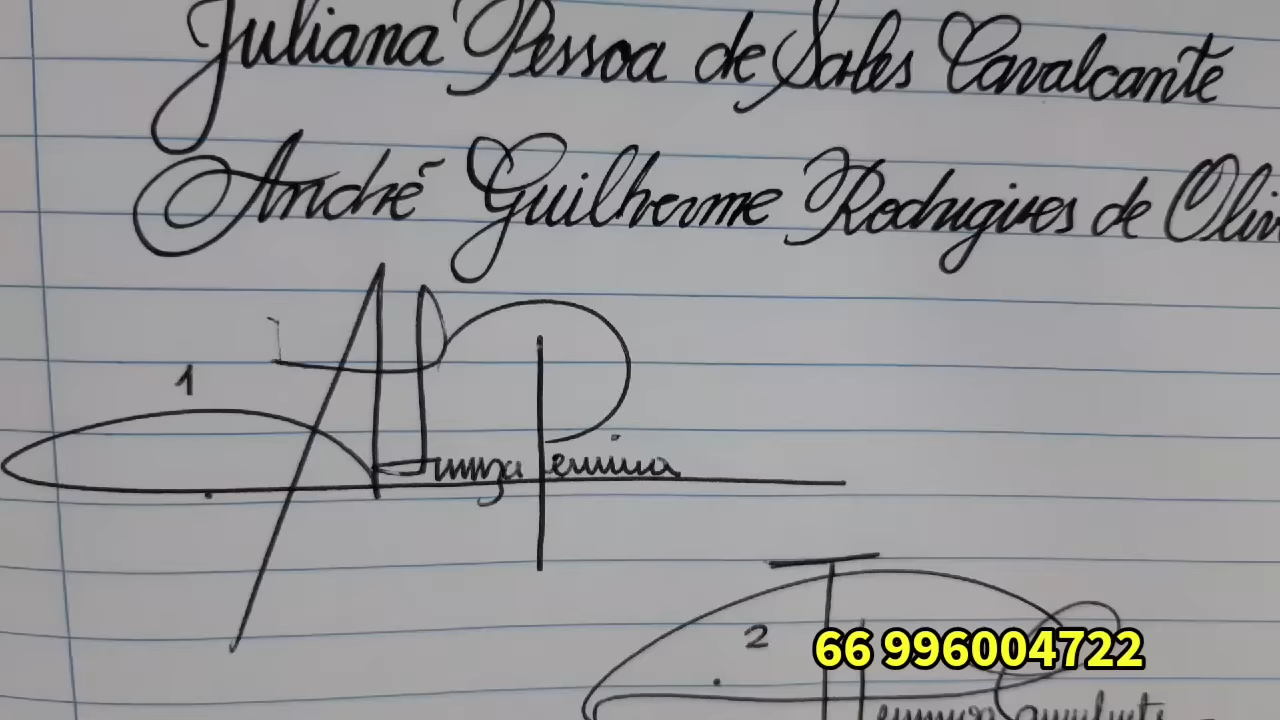 Juliana Pessoa de Sales Cavalcante
André Guilherme Rodrigues de Oliv
1
2
66 996004722